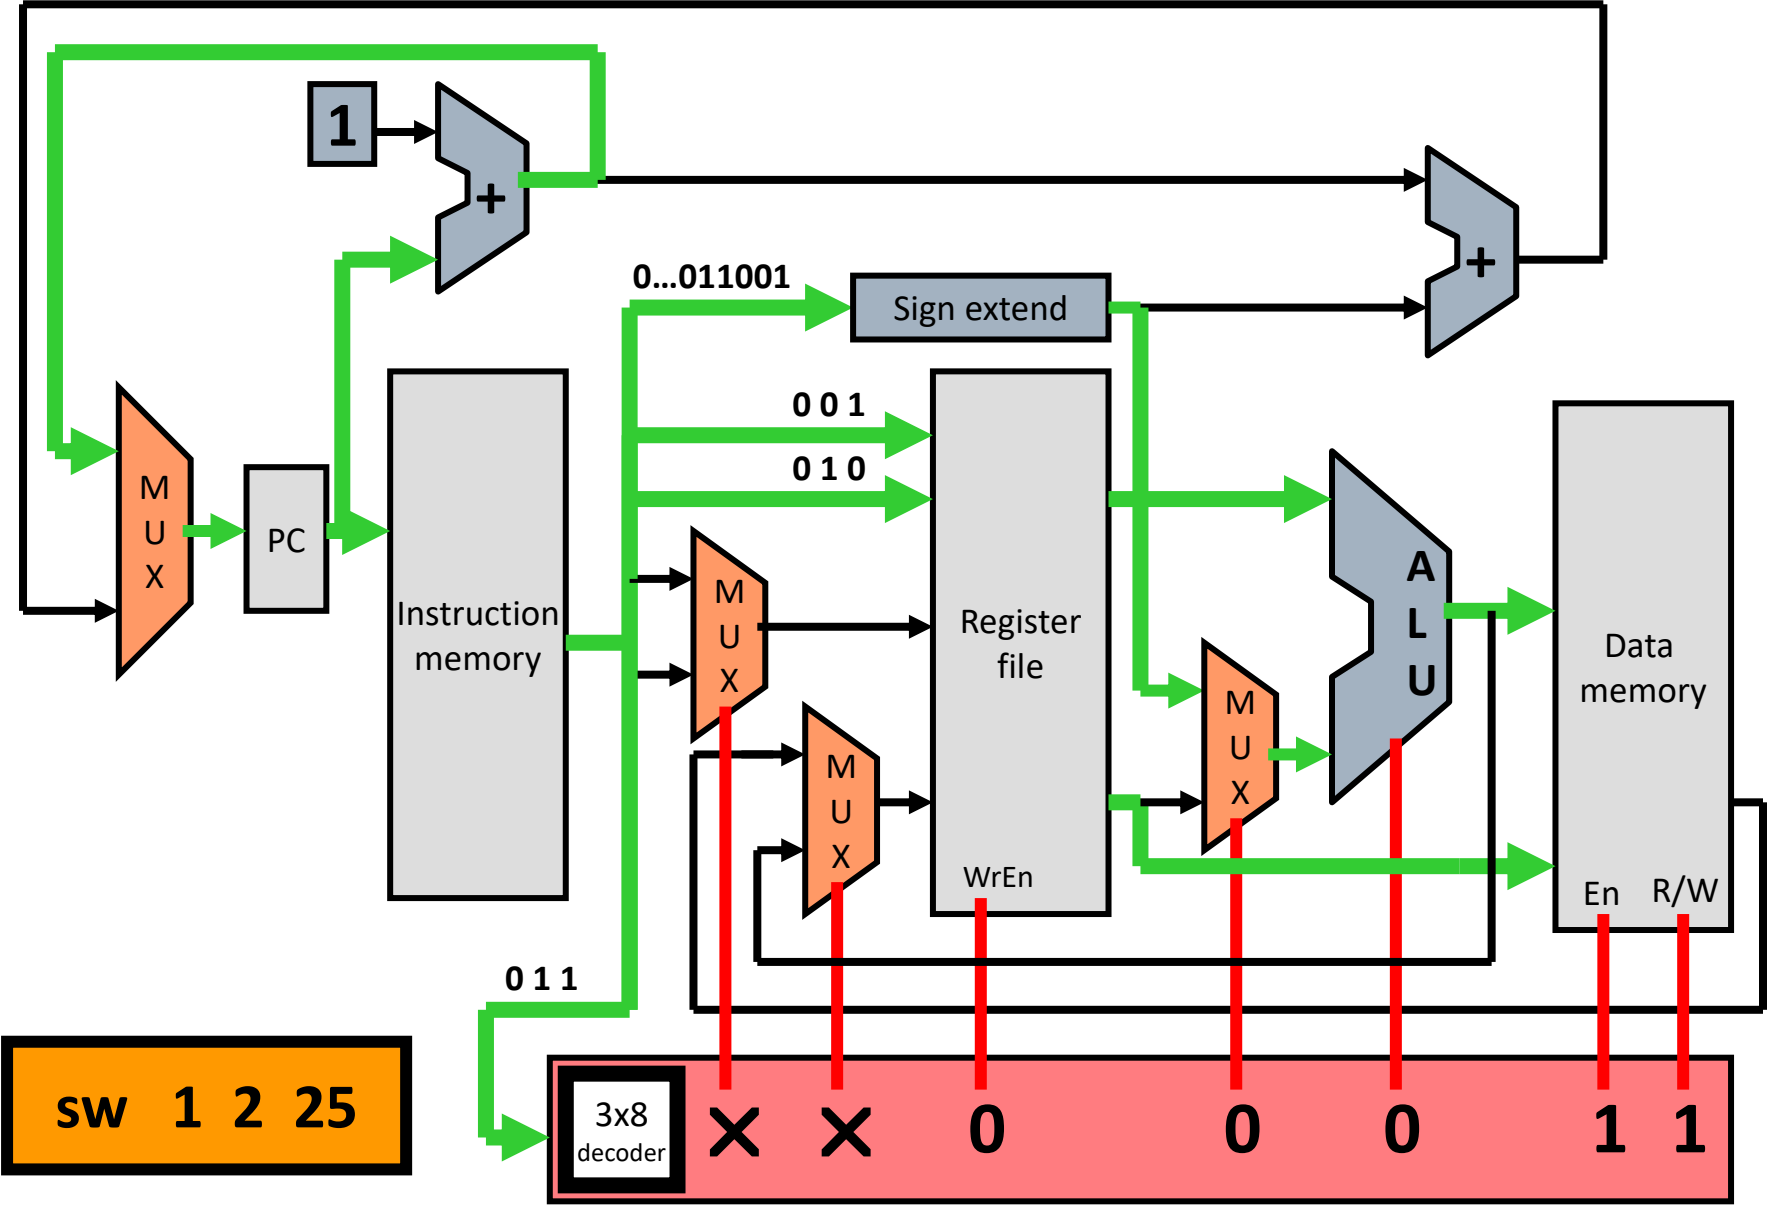 1
+
+
0...011001
Sign extend
0 0 1
0 1 0
M
U
X
PC
Instruction
memory
M
U
X
Register
file
M
U
X
A
L
U
Data
memory
M
U
X
WrEn
En
R/W
0 1 1
sw 1 2 25
3x8
decoder
X X 0 0 0 1 1